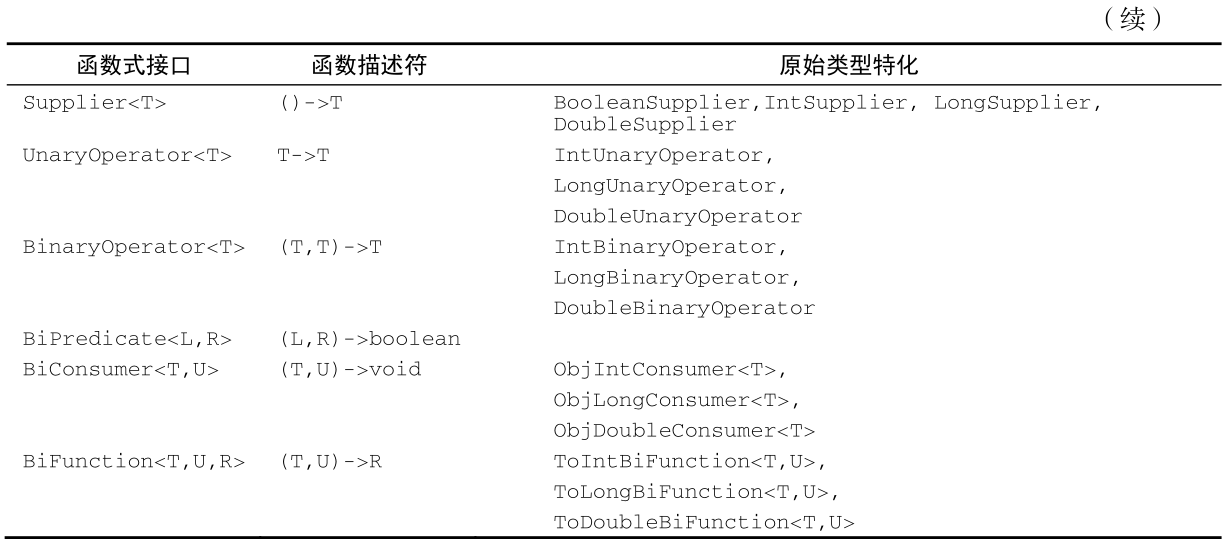 （续）
函数式接口 函数描述符 原始类型特化
Supplier<T> ()->T BooleanSupplier,IntSupplier, LongSupplier,
DoubleSupplier
UnaryOperator<T> T->T IntUnaryOperator,
LongUnaryOperator,
DoubleUnaryOperator
BinaryOperator<T> (T,T)->T IntBinaryOperator,
LongBinaryOperator,
DoubleBinaryOperator
BiPredicate<L,R> (L,R)->boolean
BiConsumer<T,U> (T,U)->void ObjIntConsumer<T>,
ObjLongConsumer<T>,
ObjDoubleConsumer<T>
BiFunction<T,U,R> (T,U)->R ToIntBiFunction<T,U>,
ToLongBiFunction<T,U>,
ToDoubleBiFunction<T,U>